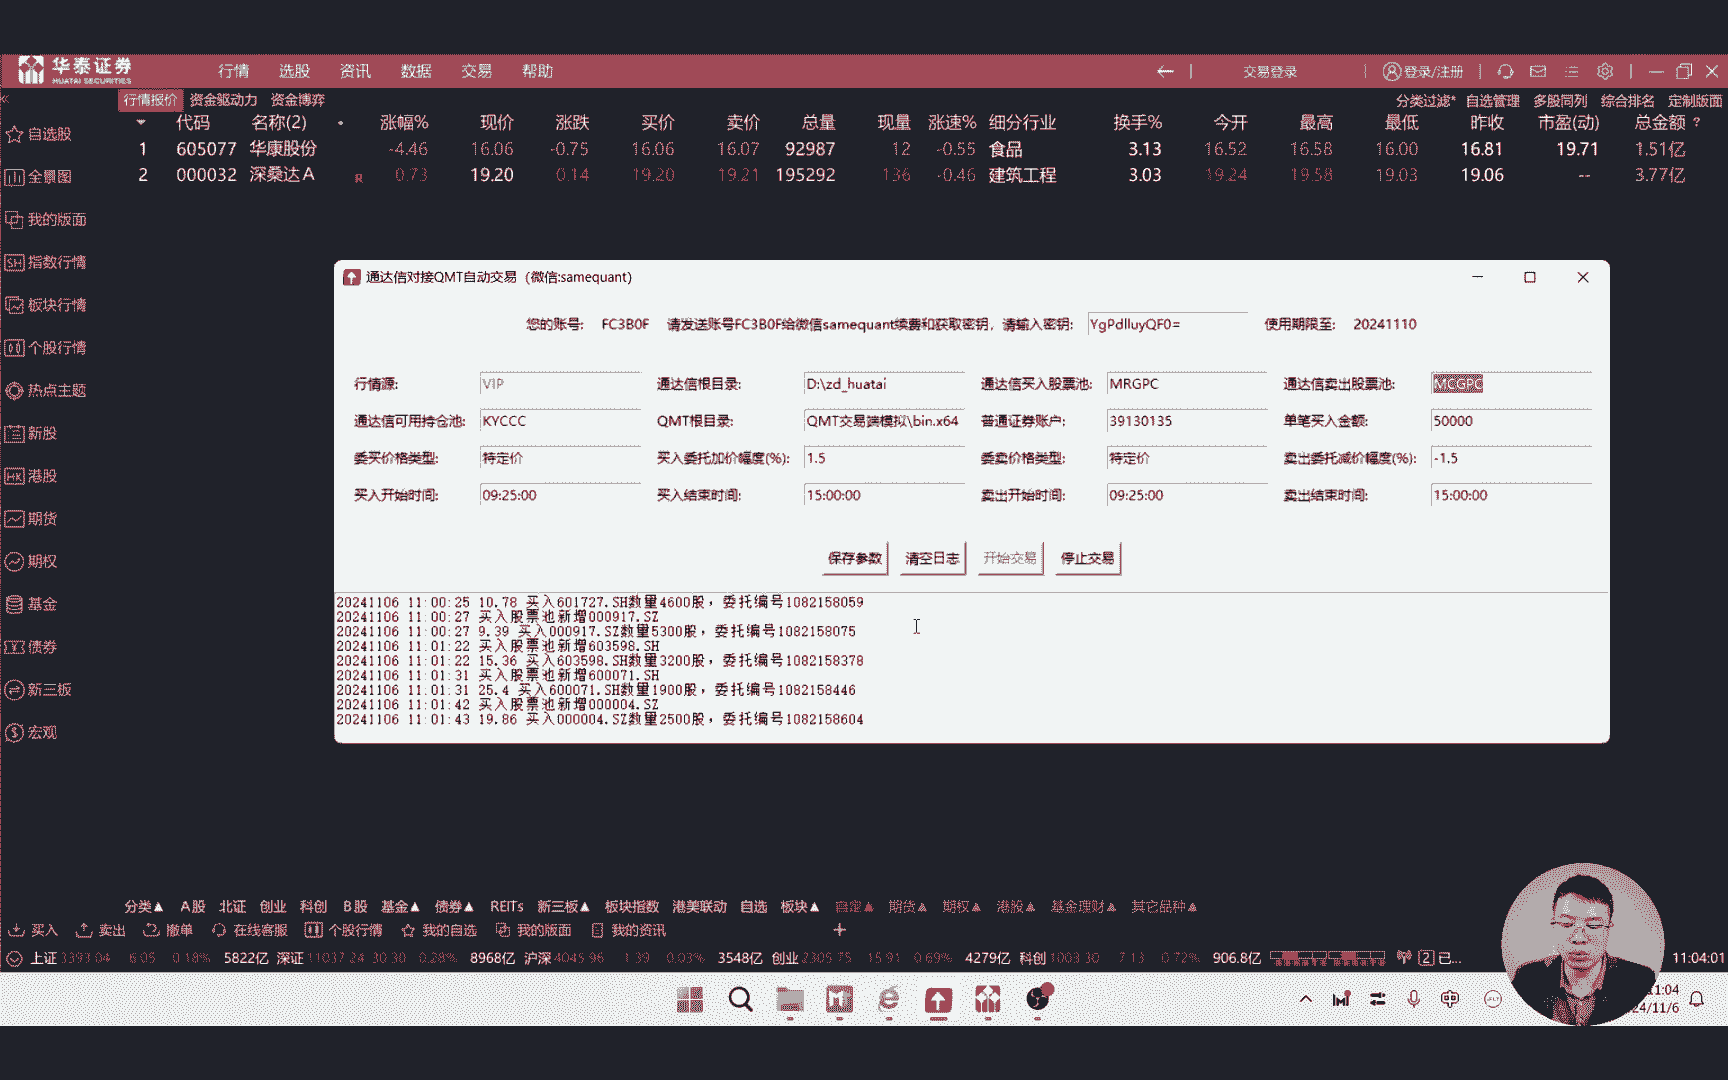 华泰证券 行情 选股 资讯 数据 交易 帮助 交易登录 登录/注册
HUATAI SECURITIES
行情报价 资金驱动力 资金博弈 分类过滤* 自选管理 多股同列 综合排名 定制版面
代码 名称(2) 涨幅% 现价 涨跌 买价 卖价 总量 现量 涨速% 细分行业 换手% 今开 最高 最低 昨收 市盈(动) 总金额 ?
1 605077 华康股份 -4.46 16.06 -0.75 16.06 16.07 92987 12 -0.55 食品 3.13 16.52 16.58 16.00 16.81 19.71 1.51亿
2 000032 深桑达A R 0.73 19.20 0.14 19.20 19.21 195292 136 -0.46 建筑工程 3.03 19.24 19.58 19.03 19.06 -- 3.77亿
自选股
全景图
我的版面
SH 指数行情
板块行情
个股行情
热点主题
新股
HK 港股
期货
期权
基金
债券
新三板
宏观
通达信对接QMT自动交易（微信:samequant）
您的账号: FC3B0F 请发送账号FC3B0F给微信samequant续费和获取密钥，请输入密钥: YgPdlluyQF0= 使用期限至: 20241110
行情源: VIP 通达信根目录: D:\zd_huatai 通达信买入股票池: MRGPC 通达信卖出股票池: MCGPC
通达信可用持仓池: KYCCC QMT根目录: QMT交易端模拟\bin.x64 普通证券账户: 39130135 单笔买入金额: 50000
委买价格类型: 特定价 买入委托加价幅度(%): 1.5 委卖价格类型: 特定价 卖出委托减价幅度(%): -1.5
买入开始时间: 09:25:00 买入结束时间: 15:00:00 卖出开始时间: 09:25:00 卖出结束时间: 15:00:00
保存参数 清空日志 开始交易 停止交易
20241106 11:00:25 10.78 买入601727.SH数量4600股，委托编号1082158059
20241106 11:00:27 买入股票池新增000917.SZ
20241106 11:00:27 9.39 买入000917.SZ数量5300股，委托编号1082158075
20241106 11:01:22 买入股票池新增603598.SH
20241106 11:01:22 15.36 买入603598.SH数量3200股，委托编号1082158378
20241106 11:01:31 买入股票池新增600071.SH
20241106 11:01:31 25.4 买入600071.SH数量1900股，委托编号1082158446
20241106 11:01:42 买入股票池新增000004.SZ
20241106 11:01:43 19.86 买入000004.SZ数量2500股，委托编号1082158604
分类▲ A股 北证 创业 科创 B股 基金▲ 债券▲ REITs 新三板▲ 板块指数 港美联动 自选 板块▲ 自定▲ 期货▲ 期权▲ 港股▲ 基金理财▲ 其它品种▲
买入 卖出 撤单 在线客服 个股行情 我的自选 我的版面 我的资讯
上证 3393.04 6.05 0.18% 5822亿 深证 11037.24 30.30 0.28% 8968亿 沪深 4045.96 1.39 0.03% 3548亿 创业 2305.75 15.91 0.69% 4279亿 科创 1003.30 7.13 0.72% 906.8亿 2 已... 11:04:01
中